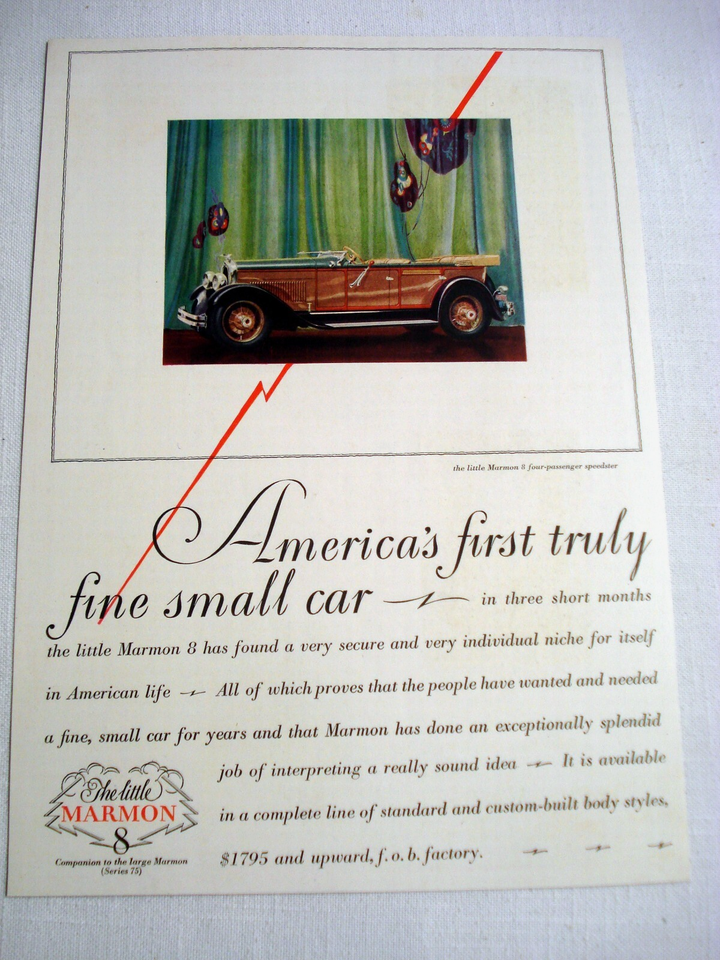 the little Marmon 8 four-passenger speedster
America's first truly
fine small car — in three short months
the little Marmon 8 has found a very secure and very individual niche for itself
in American life — All of which proves that the people have wanted and needed
a fine, small car for years and that Marmon has done an exceptionally splendid
job of interpreting a really sound idea — It is available
in a complete line of standard and custom-built body styles,
$1795 and upward, f. o. b. factory.
The little
MARMON
8
Companion to the large Marmon
(Series 75)